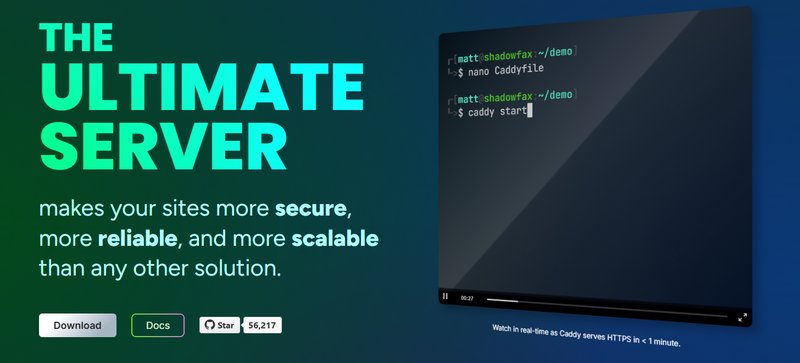 THE
ULTIMATE
SERVER
makes your sites more secure,
more reliable, and more scalable
than any other solution.
Download
Docs
Star
56,217
┌[matt@shadowfax:~/demo]
└>$ nano Caddyfile
┌[matt@shadowfax:~/demo]
└>$ caddy start
00:27
Watch in real-time as Caddy serves HTTPS in < 1 minute.